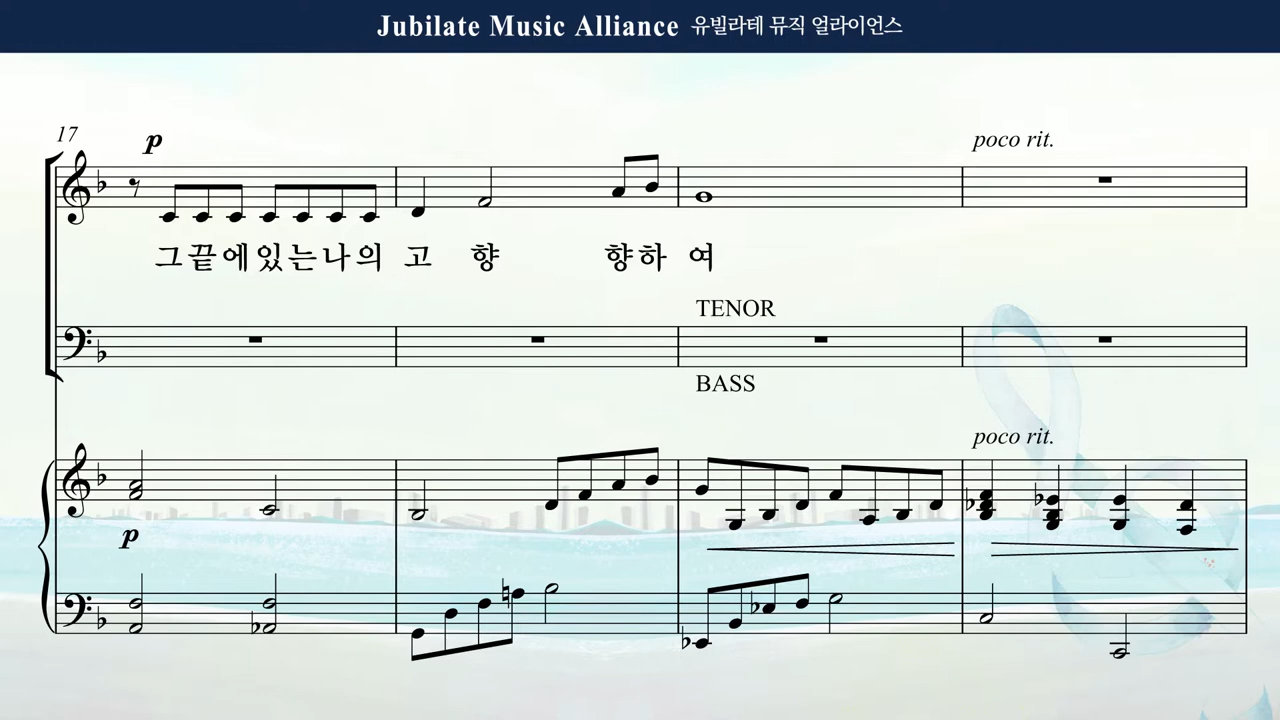 Jubilate Music Alliance 유빌라테 뮤직 얼라이언스
17
p
poco rit.
그끝에있는나의 고 향 향하 여
TENOR
BASS
poco rit.
p